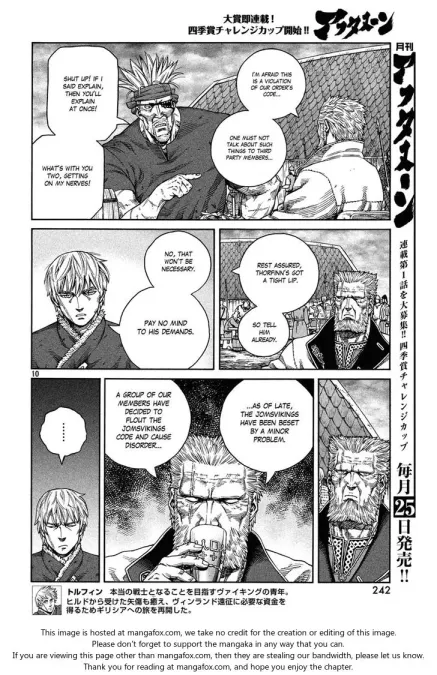 大賞即連載！
四季賞チャレンジカップ開始!!
アフタヌーン
月刊
アフタヌーン
連載第1話を大募集!!四季賞チャレンジカップ
毎月25日発売!!
I'M AFRAID THIS
IS A VIOLATION
OF OUR ORDER'S
CODE...
SHUT UP! IF I
SAID EXPLAIN,
THEN YOU'LL
EXPLAIN
AT ONCE!
ONE MUST NOT
TALK ABOUT SUCH
THINGS TO THIRD
PARTY MEMBERS...
WHAT'S WITH YOU
TWO, GETTING
ON MY NERVES!
REST ASSURED,
THORFINN'S GOT
A TIGHT LIP.
SO TELL
HIM
ALREADY.
NO, THAT
WON'T BE
NECESSARY.
PAY NO MIND
TO HIS DEMANDS.
10
...AS OF LATE,
THE JOMSVIKINGS
HAVE BEEN BESET
BY A MINOR
PROBLEM.
A GROUP OF OUR
MEMBERS HAVE
DECIDED TO
FLOUT THE
JOMSVIKINGS
CODE AND CAUSE
DISORDER...
......
242
トルフィン 本当の戦士となることを目指すヴァイキングの青年。
ヒルドから受けた矢傷も癒え、ヴィンランド遠征に必要な資金を
得るためギリシアへの旅を再開した。
This image is hosted at mangafox.com, we take no credit for the creation or editing of this image.
Please don't forget to support the mangaka in any way that you can.
If you are viewing this page other than mangafox.com, then they are stealing our bandwidth, please let us know.
Thank you for reading at mangafox.com, and hope you enjoy the chapter.